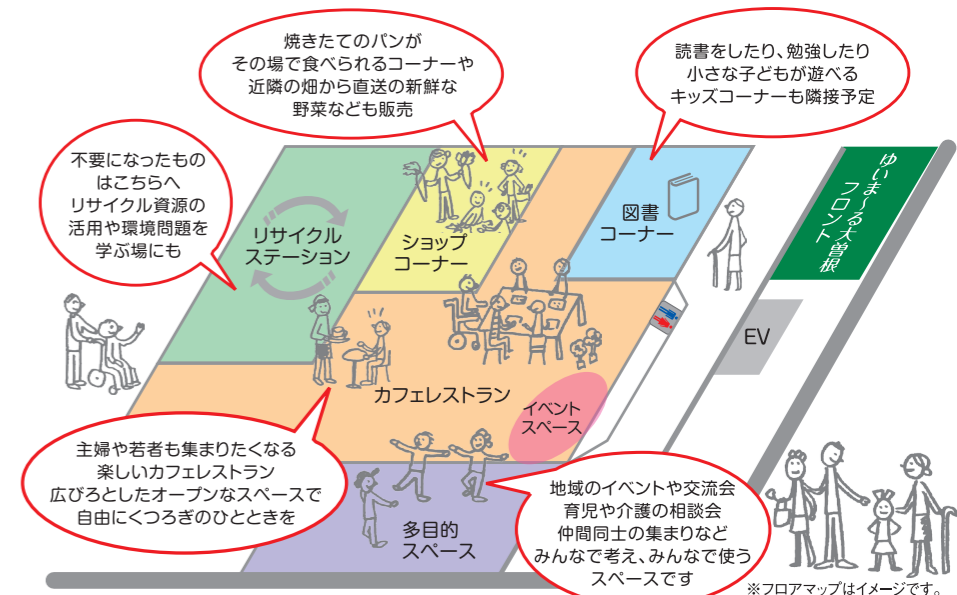 焼きたてのパンが
その場で食べられるコーナーや
近隣の畑から直送の新鮮な
野菜なども販売
読書をしたり、勉強したり
小さな子どもが遊べる
キッズコーナーも隣接予定
不要になったもの
はこちらへ
リサイクル資源の
活用や環境問題を
学ぶ場にも
リサイクル
ステーション
ショップ
コーナー
図書
コーナー
ゆいま〜る大曽根
フロント
EV
カフェレストラン
イベント
スペース
主婦や若者も集まりたくなる
楽しいカフェレストラン
広びろとしたオープンなスペースで
自由にくつろぎのひとときを
多目的
スペース
地域のイベントや交流会
育児や介護の相談会
仲間同士の集まりなど
みんなで考え、みんなで使う
スペースです
※フロアマップはイメージです。